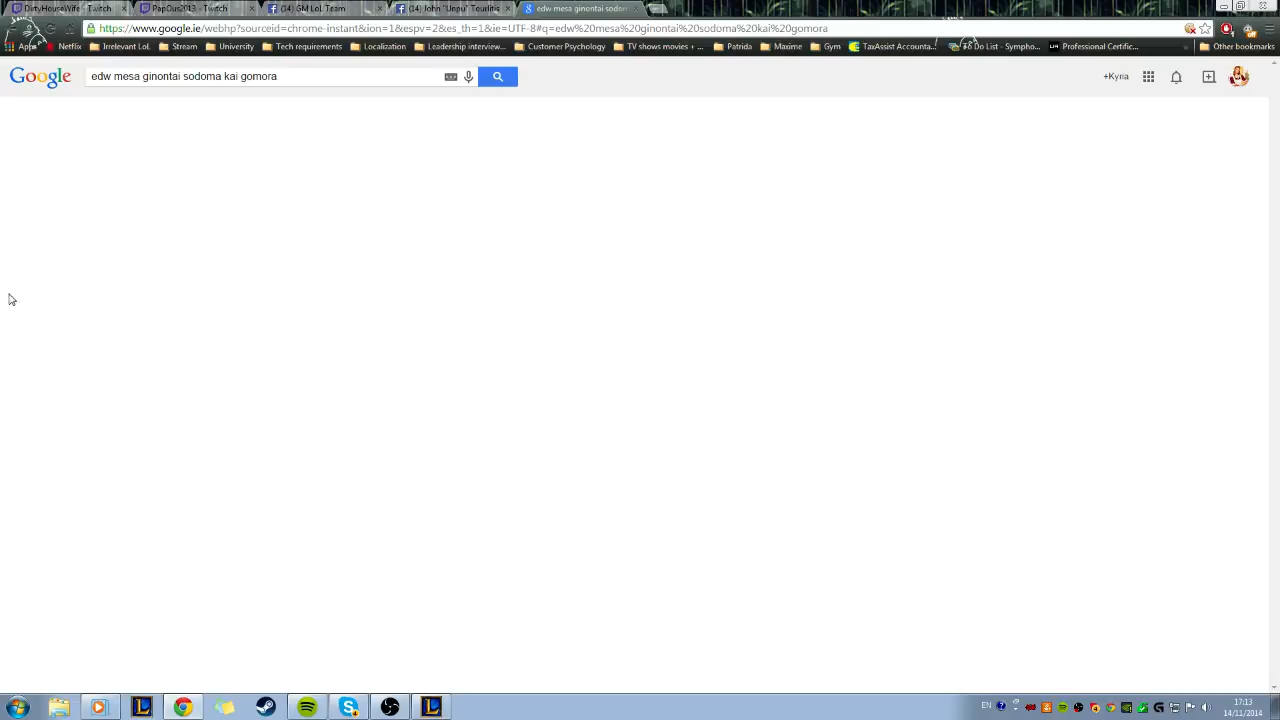 DirtyHouseWife - Twitch
PapOus2013 - Twitch
(14) GM LoL Team
(14) John "Unpu" Tsurlitis
edw mesa ginontai sodom
https://www.google.ie/webhp?sourceid=chrome-instant&ion=1&espv=2&es_th=1&ie=UTF-8#q=edw%20mesa%20ginontai%20sodoma%20kai%20gomora
Apps Netflix Irrelevant LoL Stream University Tech requirements Localization Leadership interview... Customer Psychology TV shows movies + ... Patrida Maxime Gym TaxAssist Accounta... To Do List - Sympho... Professional Certific... » Other bookmarks
Google edw mesa ginontai sodoma kai gomora +Kyria
EN
17:13
14/11/2014